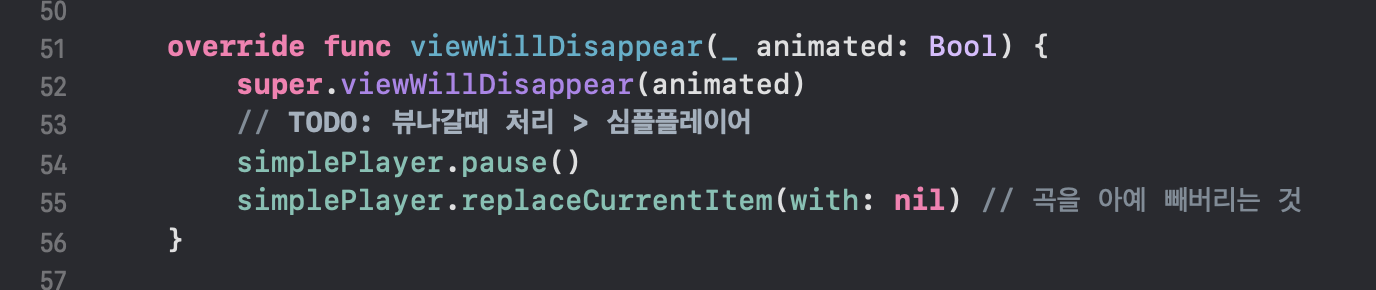 50
51 override func viewWillDisappear(_ animated: Bool) {
52 super.viewWillDisappear(animated)
53 // TODO: 뷰나갈때 처리 > 심플플레이어
54 simplePlayer.pause()
55 simplePlayer.replaceCurrentItem(with: nil) // 곡을 아예 빼버리는 것
56 }
57